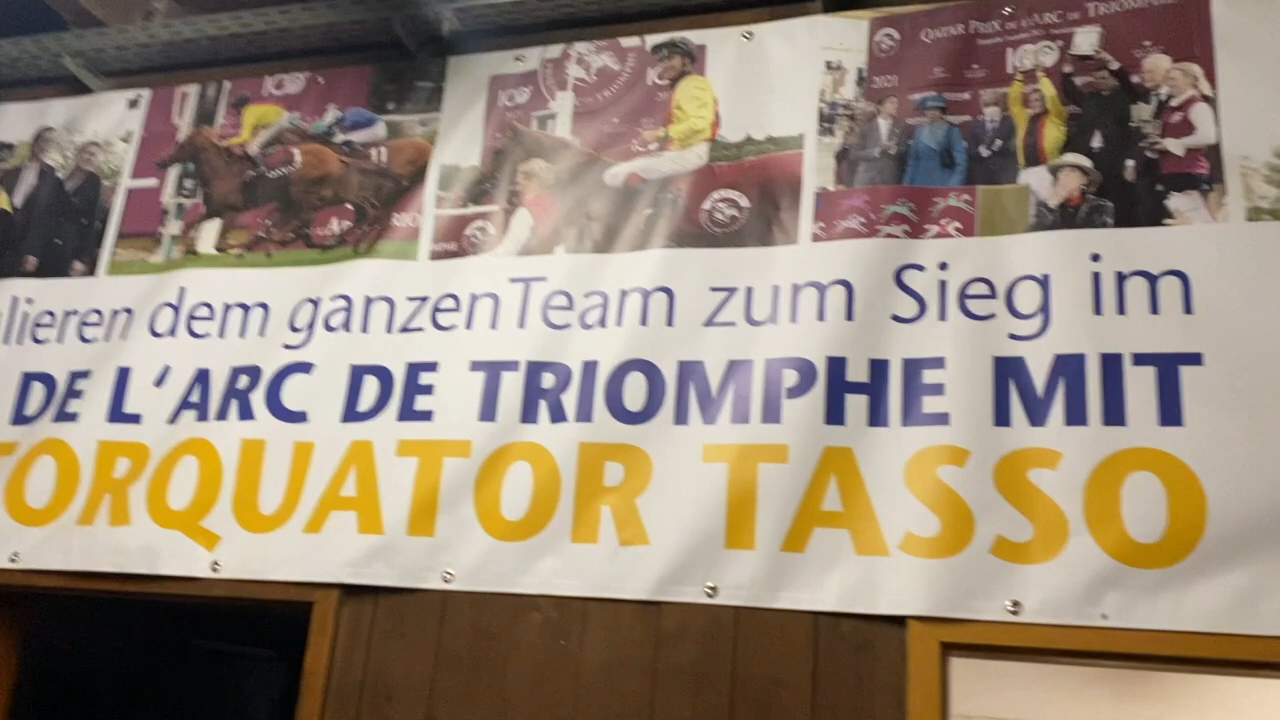 QATAR PRIX DE L'ARC DE TRIOMPHE
2021
11
lieren dem ganzen Team zum Sieg im
DE L'ARC DE TRIOMPHE MIT
TORQUATOR TASSO